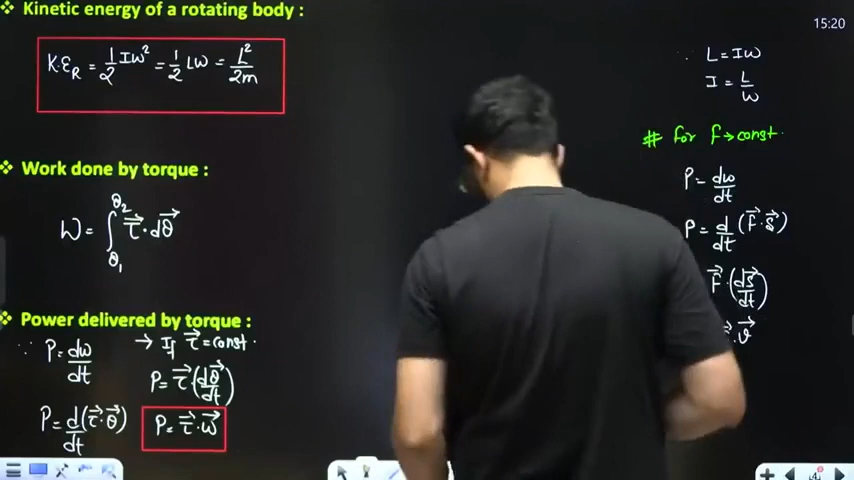 Kinetic energy of a rotating body :
K.E_R = 1/2 Iω² = 1/2 Lω = L²/2m
Work done by torque :
W = ∫_θ₁^θ₂ τ⃗ · dθ⃗
Power delivered by torque :
∵ P = dw/dt
P = d/dt (τ⃗ · θ⃗)
→ If τ⃗ = const.
P = τ⃗ · (dθ⃗/dt)
P = τ⃗ · ω⃗
15:20
∵ L = Iω
I = L/ω
# for f → const.
P = dw/dt
P = d/dt (F⃗ · S⃗)
F⃗ · (dS⃗/dt)
· v⃗